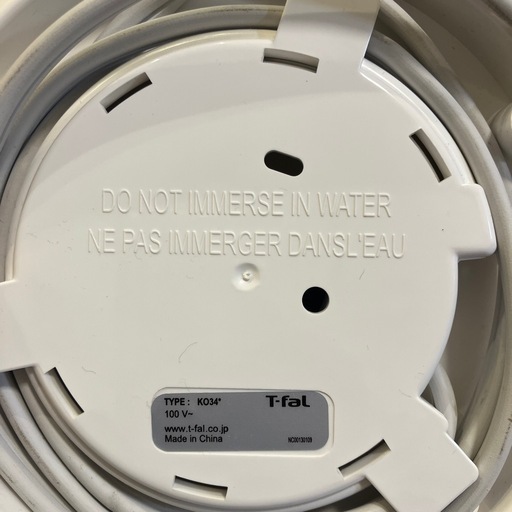 DO NOT IMMERSE IN WATER
NE PAS IMMERGER DANSL'EAU
TYPE : KO34* T-faL
100 V~
www.t-fal.co.jp
Made in China NC00130109